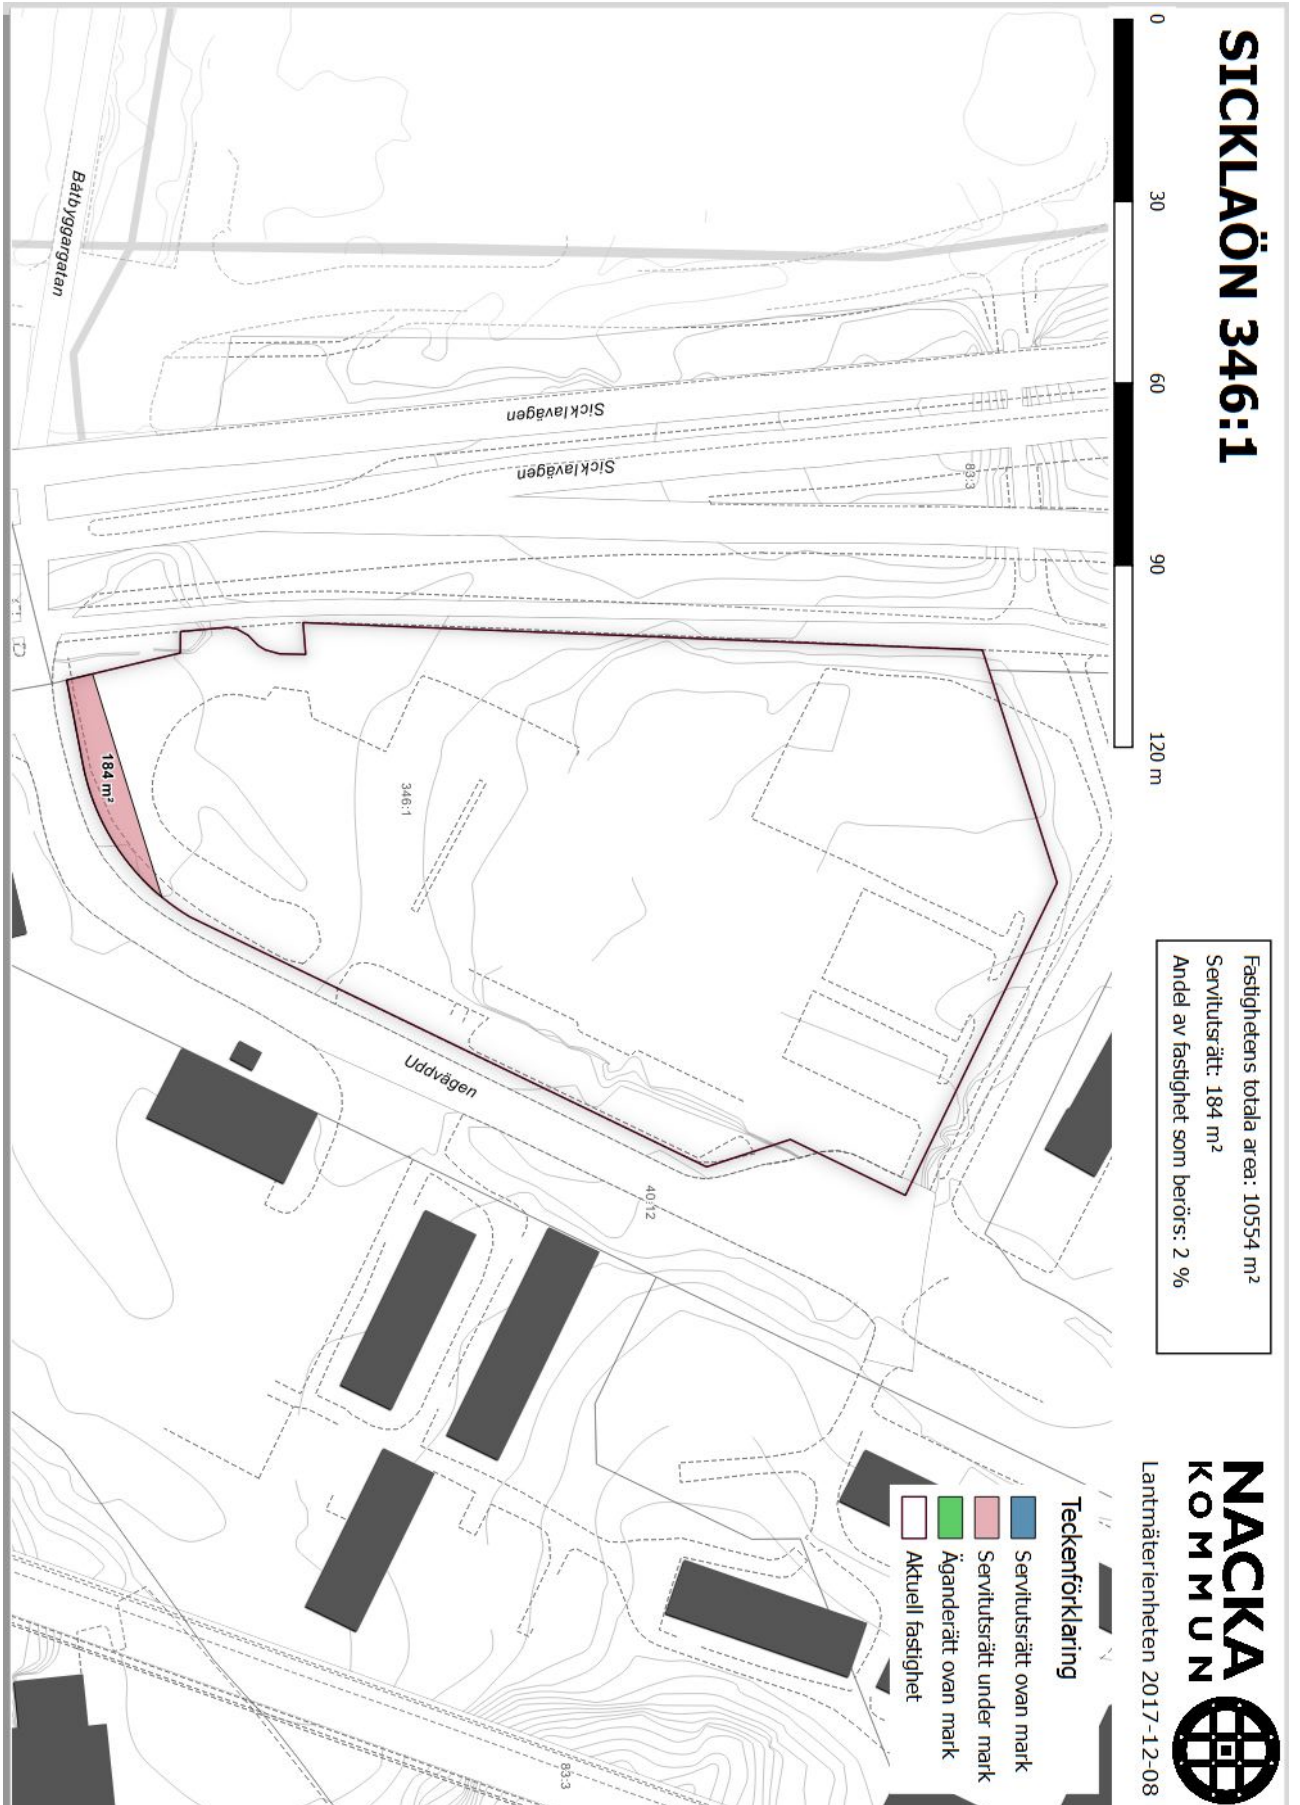 SICKLAÖN 346:1
0 30 60 90 120 m
Fastighetens totala area: 10554 m²
Servitutsrätt: 184 m²
Andel av fastighet som berörs: 2 %
NACKA
KOMMUN
Lantmäterienheten 2017-12-08
Teckenförklaring
Servitutsrätt ovan mark
Servitutsrätt under mark
Äganderätt ovan mark
Aktuell fastighet
Båtbyggargatan
Sicklavägen
Sicklavägen
83:3
346:1
184 m²
Uddvägen
40:12
83:3